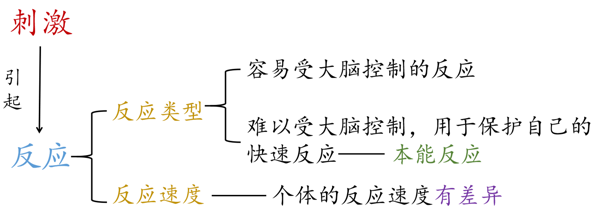 刺激
引起
反应
反应类型
容易受大脑控制的反应
难以受大脑控制，用于保护自己的
快速反应——本能反应
反应速度——个体的反应速度有差异